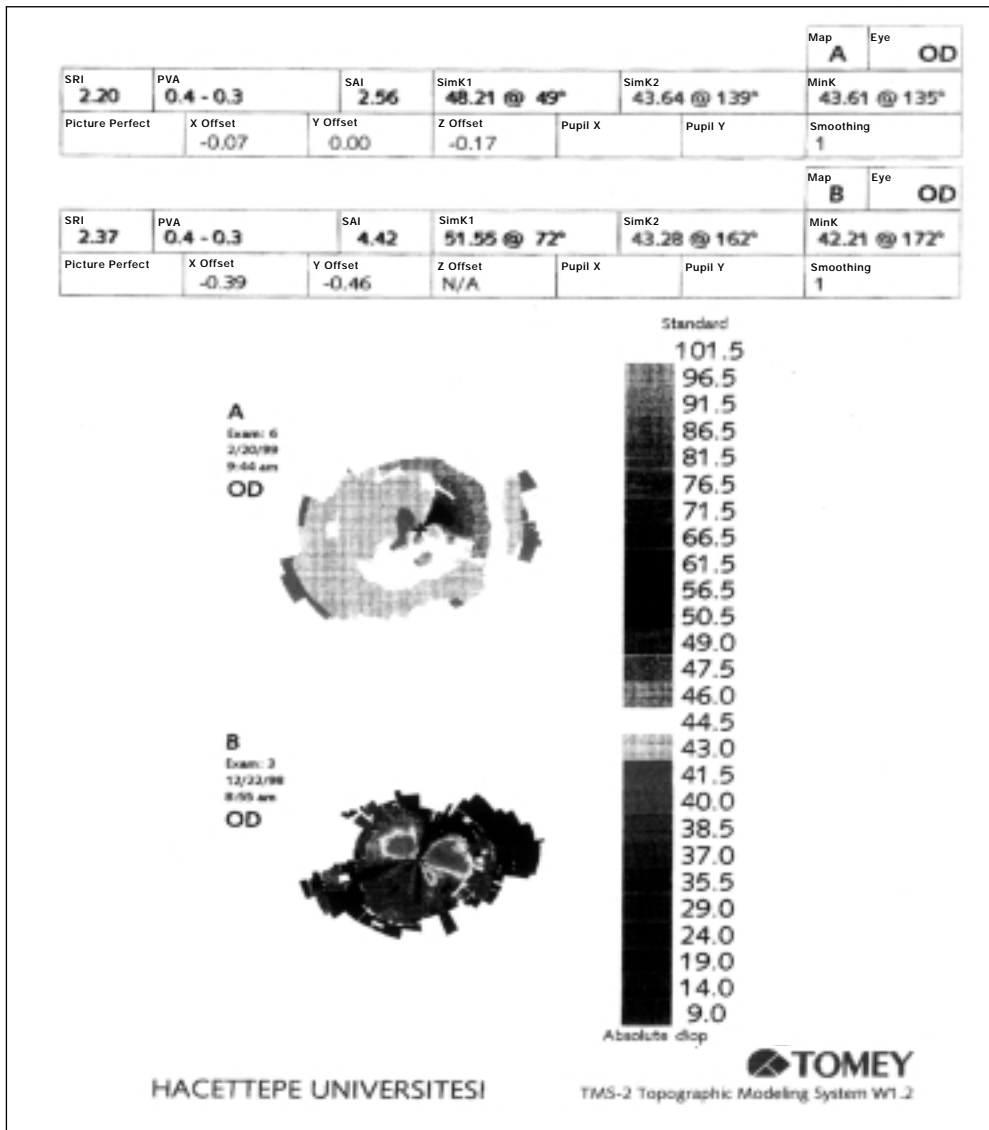 Map Eye
A OD
SRI PVA SAI SimK1 SimK2 MinK
2.20 0.4 - 0.3 2.56 48.21 @ 49° 43.64 @ 139° 43.61 @ 135°
Picture Perfect X Offset Y Offset Z Offset Pupil X Pupil Y Smoothing
-0.07 0.00 -0.17 1
Map Eye
B OD
SRI PVA SAI SimK1 SimK2 MinK
2.37 0.4 - 0.3 4.42 51.55 @ 72° 43.28 @ 162° 42.21 @ 172°
Picture Perfect X Offset Y Offset Z Offset Pupil X Pupil Y Smoothing
-0.39 -0.46 N/A 1
Standard
101.5
96.5
91.5
86.5
81.5
76.5
71.5
66.5
61.5
56.5
50.5
49.0
47.5
46.0
44.5
43.0
41.5
40.0
38.5
37.0
35.5
29.0
24.0
19.0
14.0
9.0
Absolute diop
A
Exam: 6
2/20/99
9:44 am
OD
B
Exam: 3
12/22/98
8:55 am
OD
HACETTEPE UNIVERSITESI
TOMEY
TMS-2 Topographic Modeling System W1.2